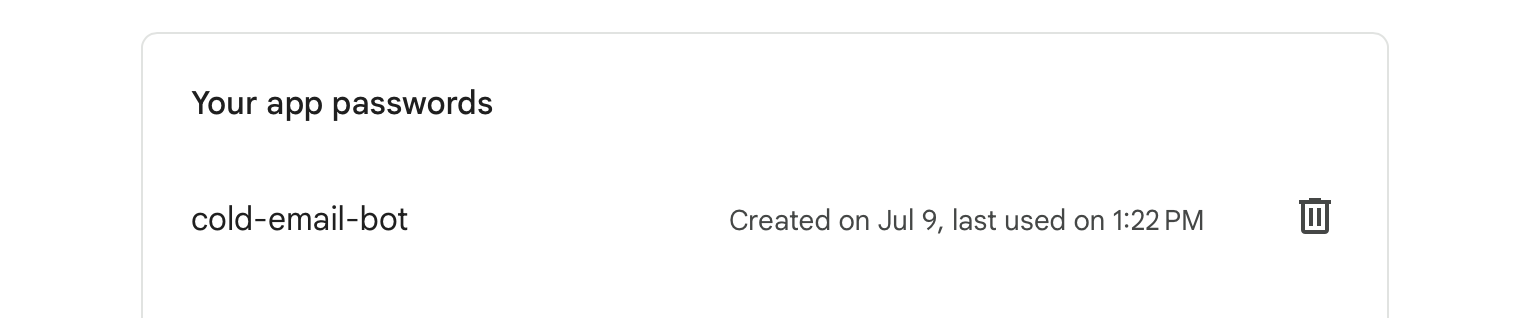 Your app passwords
cold-email-bot Created on Jul 9, last used on 1:22 PM